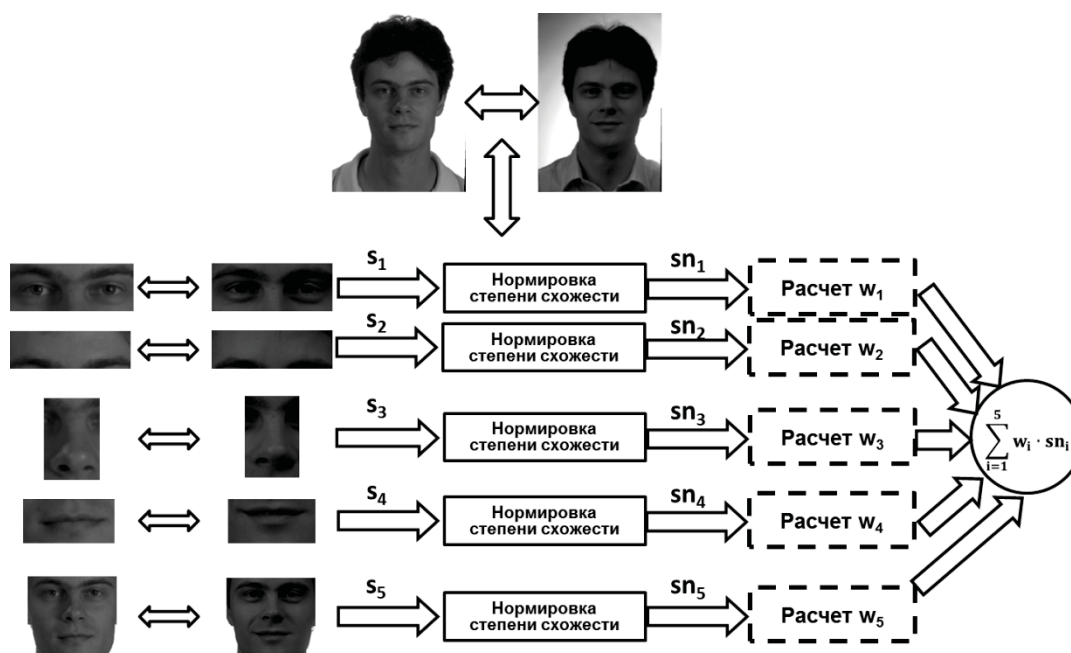 s₁
Нормировка
степени схожести
sn₁
Расчет w₁
s₂
Нормировка
степени схожести
sn₂
Расчет w₂
s₃
Нормировка
степени схожести
sn₃
Расчет w₃
s₄
Нормировка
степени схожести
sn₄
Расчет w₄
s₅
Нормировка
степени схожести
sn₅
Расчет w₅
5
∑ wᵢ · snᵢ
i=1